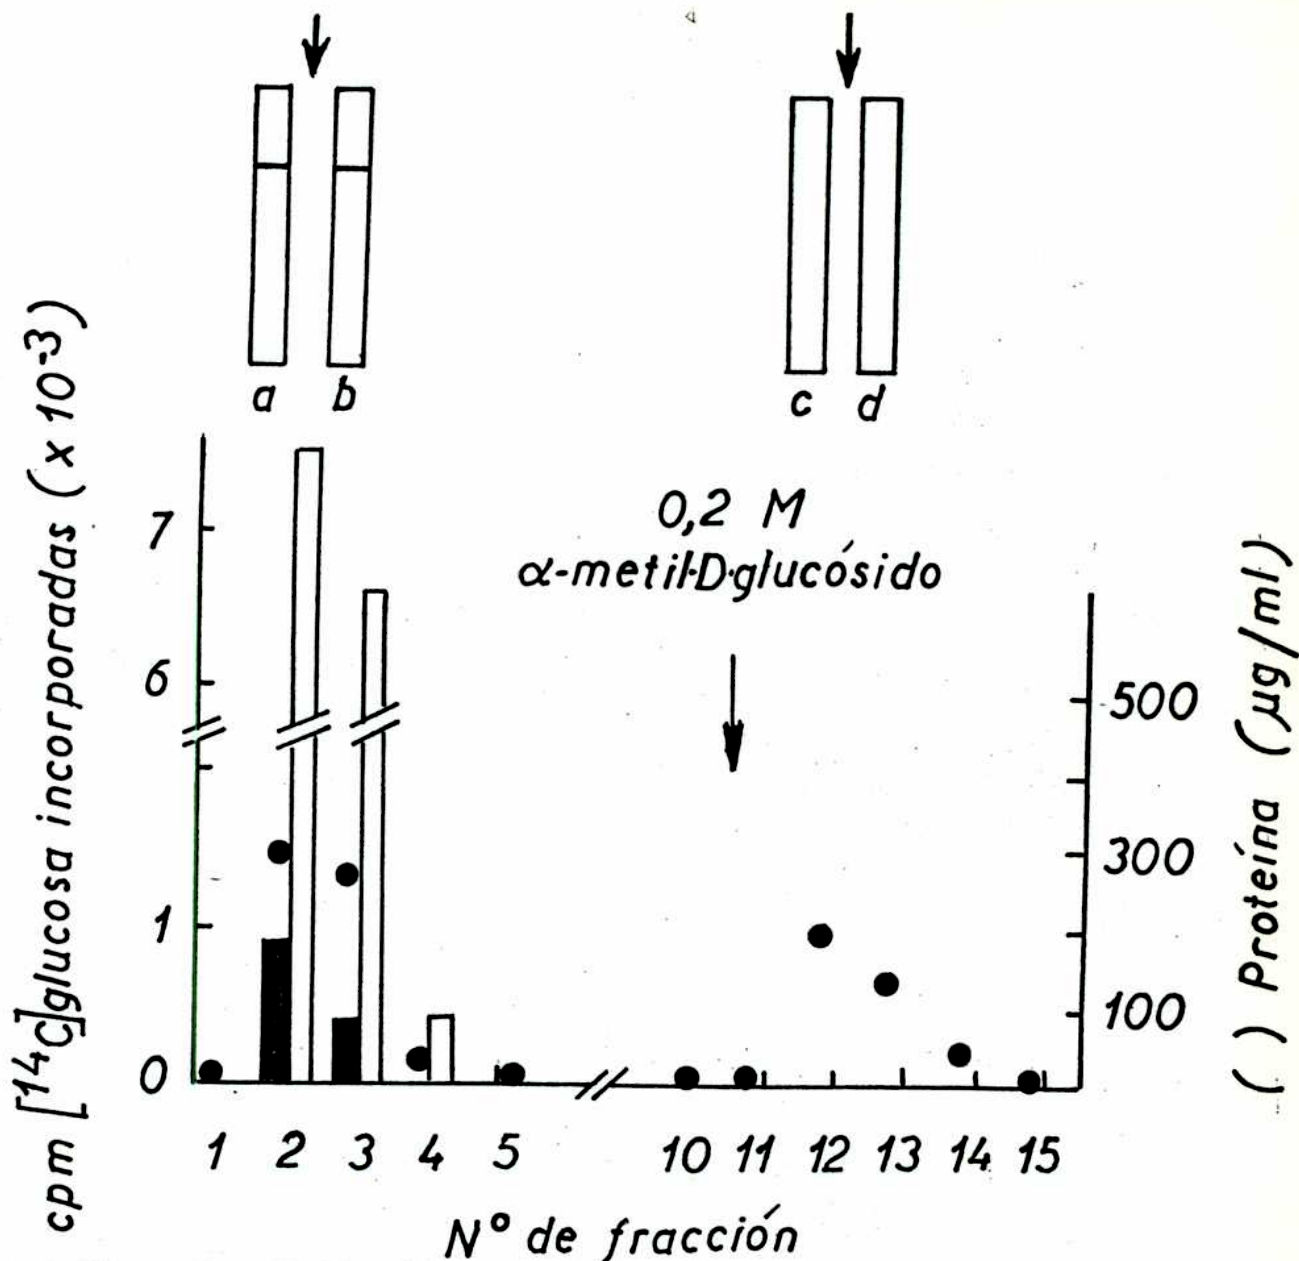 a b
c d
cpm [14C]glucosa incorporadas (x 10-3)
7
6
1
0
0,2 M
α-metil-D-glucósido
500
300
100
( ) Proteína (μg/ml)
1 2 3 4 5 10 11 12 13 14 15
Nº de fracción